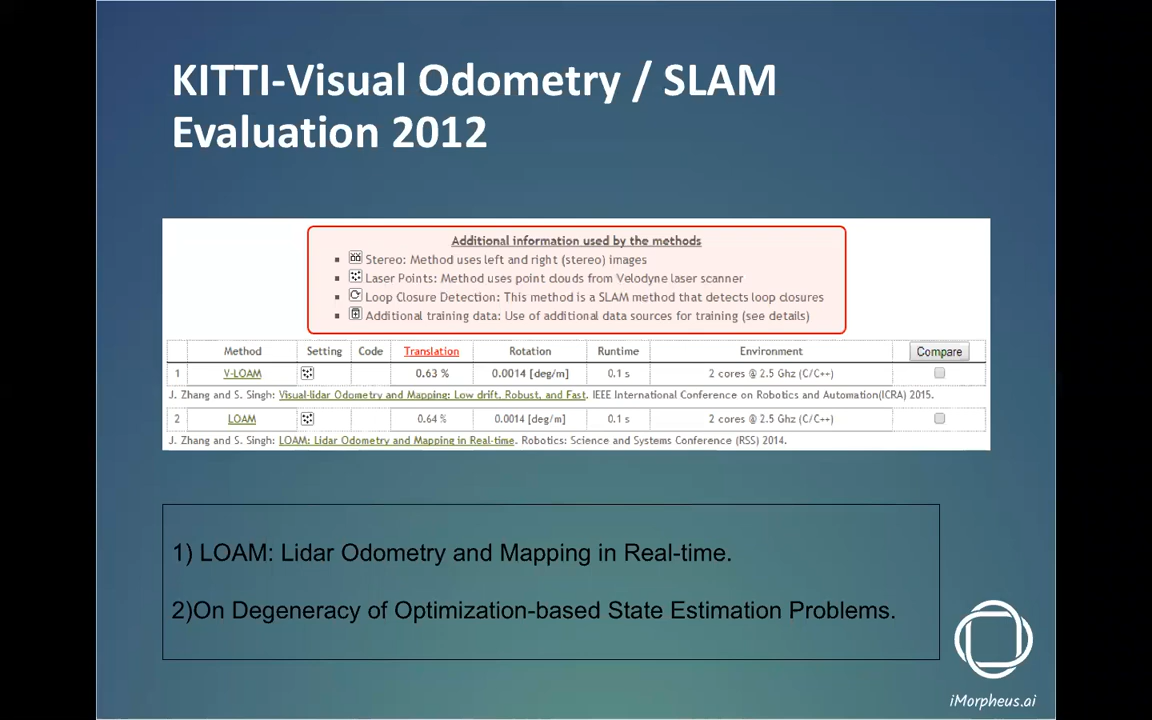 KITTI-Visual Odometry / SLAM
Evaluation 2012
Additional information used by the methods
Stereo: Method uses left and right (stereo) images
Laser Points: Method uses point clouds from Velodyne laser scanner
Loop Closure Detection: This method is a SLAM method that detects loop closures
Additional training data: Use of additional data sources for training (see details)
Method Setting Code Translation Rotation Runtime Environment Compare
1 V-LOAM 0.63 % 0.0014 [deg/m] 0.1 s 2 cores @ 2.5 Ghz (C/C++)
J. Zhang and S. Singh: Visual-lidar Odometry and Mapping: Low drift, Robust, and Fast. IEEE International Conference on Robotics and Automation(ICRA) 2015.
2 LOAM 0.64 % 0.0014 [deg/m] 0.1 s 2 cores @ 2.5 Ghz (C/C++)
J. Zhang and S. Singh: LOAM: Lidar Odometry and Mapping in Real-time. Robotics: Science and Systems Conference (RSS) 2014.
1) LOAM: Lidar Odometry and Mapping in Real-time.
2)On Degeneracy of Optimization-based State Estimation Problems.
iMorpheus.ai